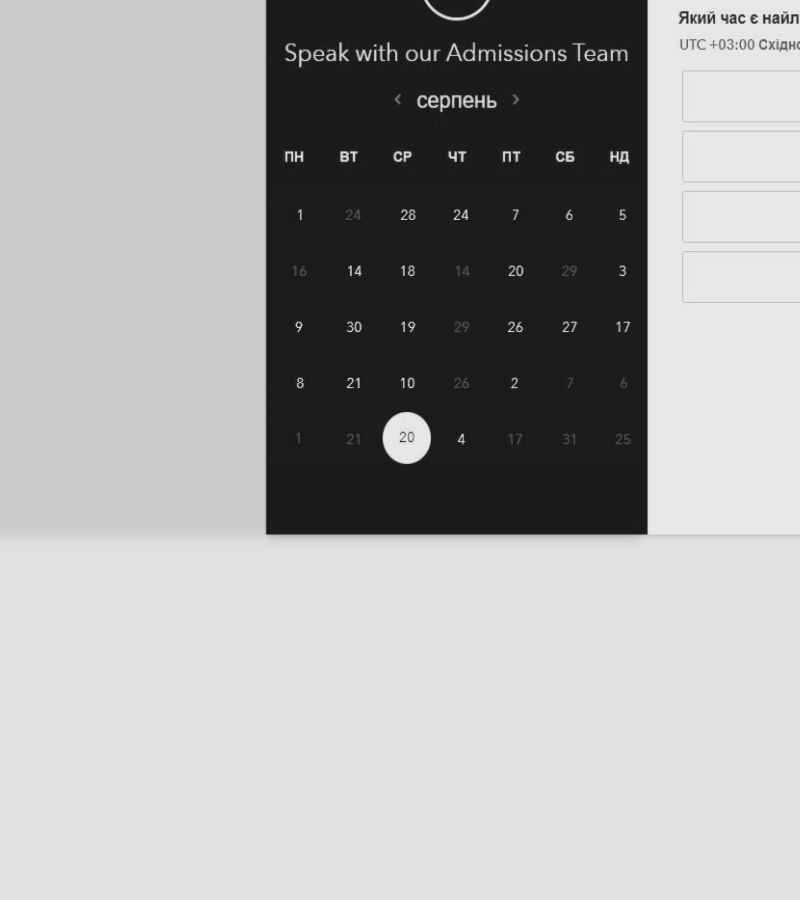 Speak with our Admissions Team
‹ серпень ›
ПН ВТ СР ЧТ ПТ СБ НД
1 24 28 24 7 6 5
16 14 18 14 20 29 3
9 30 19 29 26 27 17
8 21 10 26 2 7 6
1 21 20 4 17 31 25
Який час є
UTC +03:00